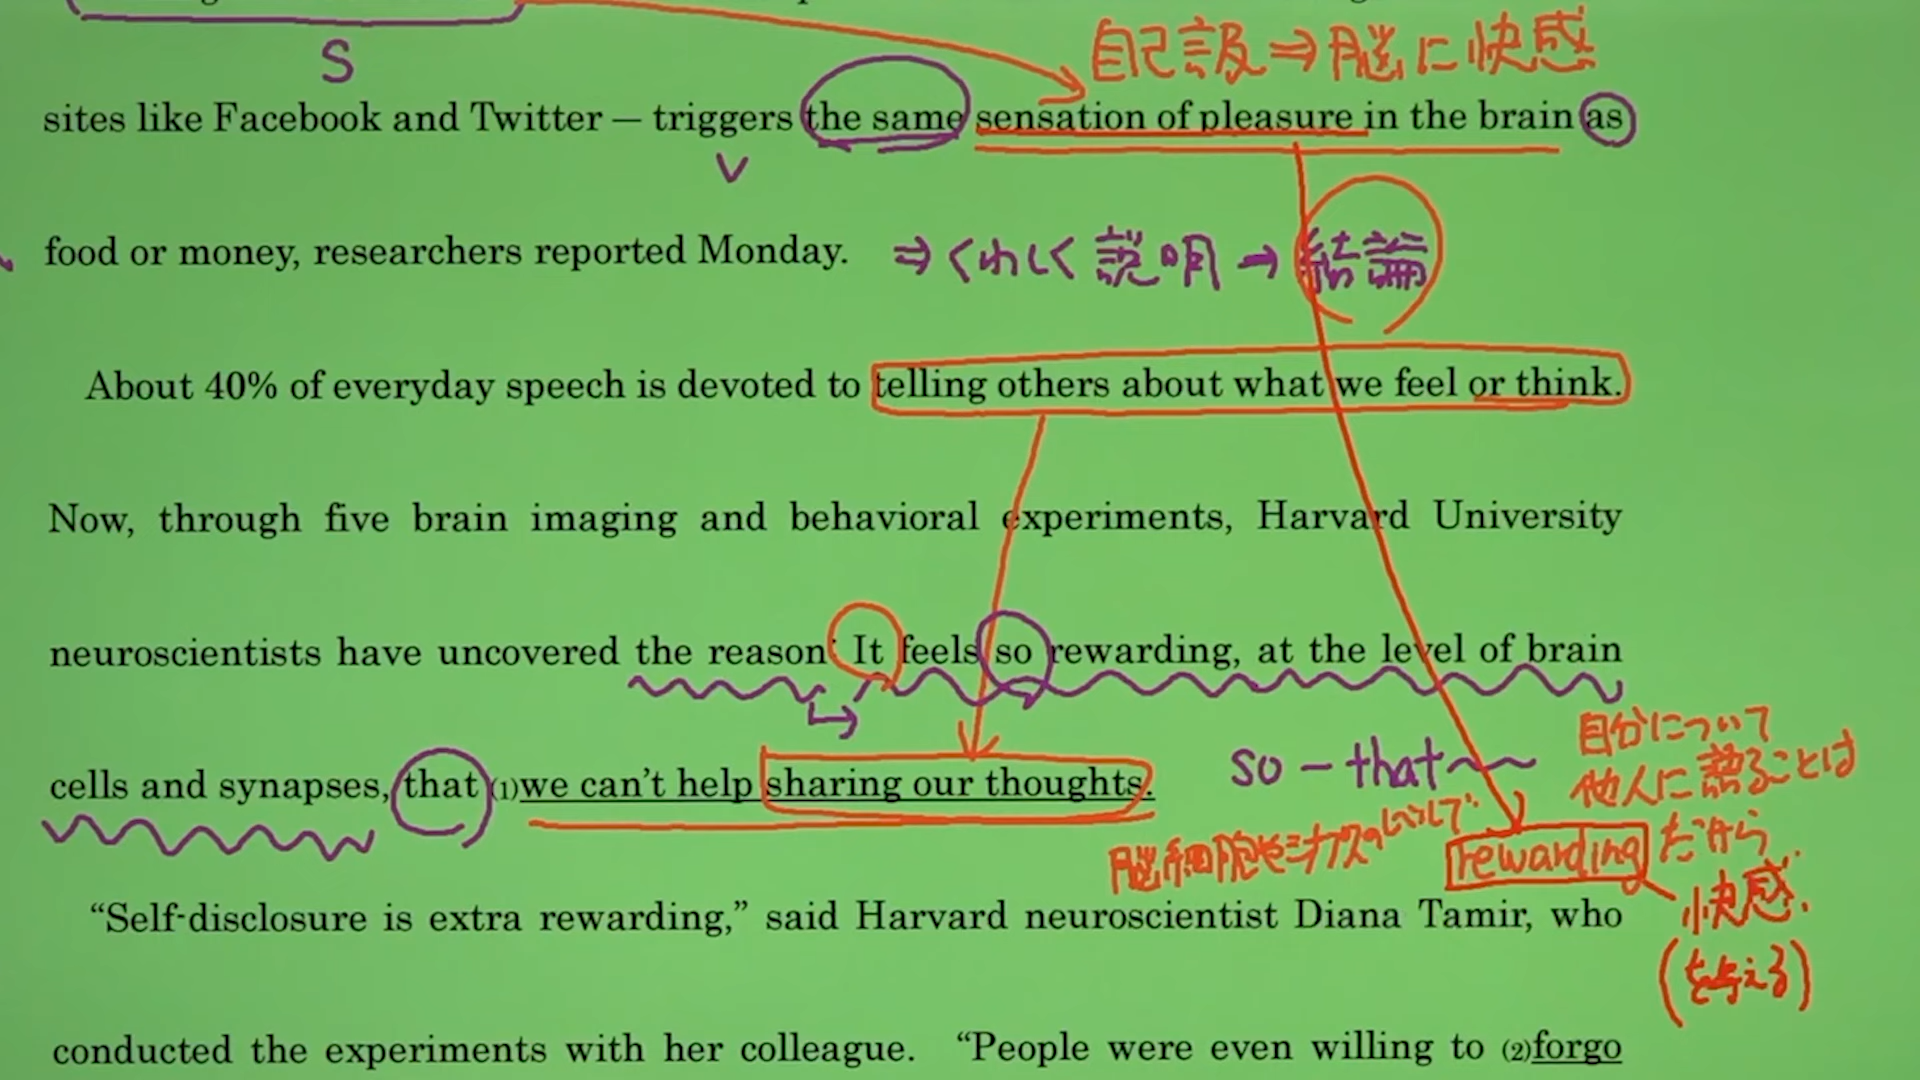 S
自己言及⇒脳に快感
sites like Facebook and Twitter — triggers the same sensation of pleasure in the brain as
V
food or money, researchers reported Monday. ⇒くわしく説明→結論
About 40% of everyday speech is devoted to telling others about what we feel or think.
Now, through five brain imaging and behavioral experiments, Harvard University
neuroscientists have uncovered the reason: It feels so rewarding, at the level of brain
cells and synapses, that (1)we can't help sharing our thoughts.
so – that ~
自分について
他人に語ることは
脳細胞やシナプスのレベルで
rewarding だから
快感
(を与える)
“Self-disclosure is extra rewarding,” said Harvard neuroscientist Diana Tamir, who
conducted the experiments with her colleague. “People were even willing to (2)forgo